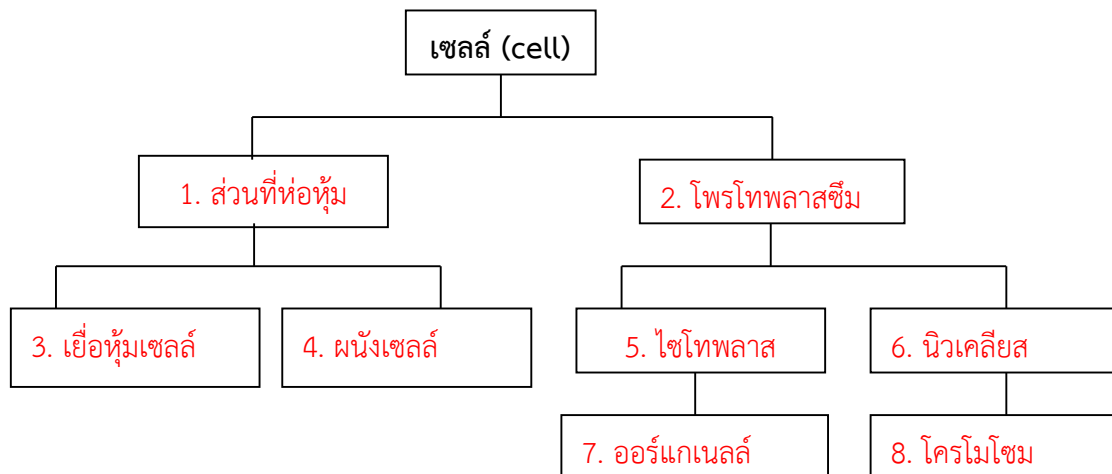 เซลล์ (cell)
1. ส่วนที่ห่อหุ้ม
2. โพรโทพลาสซึม
3. เยื่อหุ้มเซลล์
4. ผนังเซลล์
5. ไซโทพลาส
6. นิวเคลียส
7. ออร์แกเนลล์
8. โครโมโซม